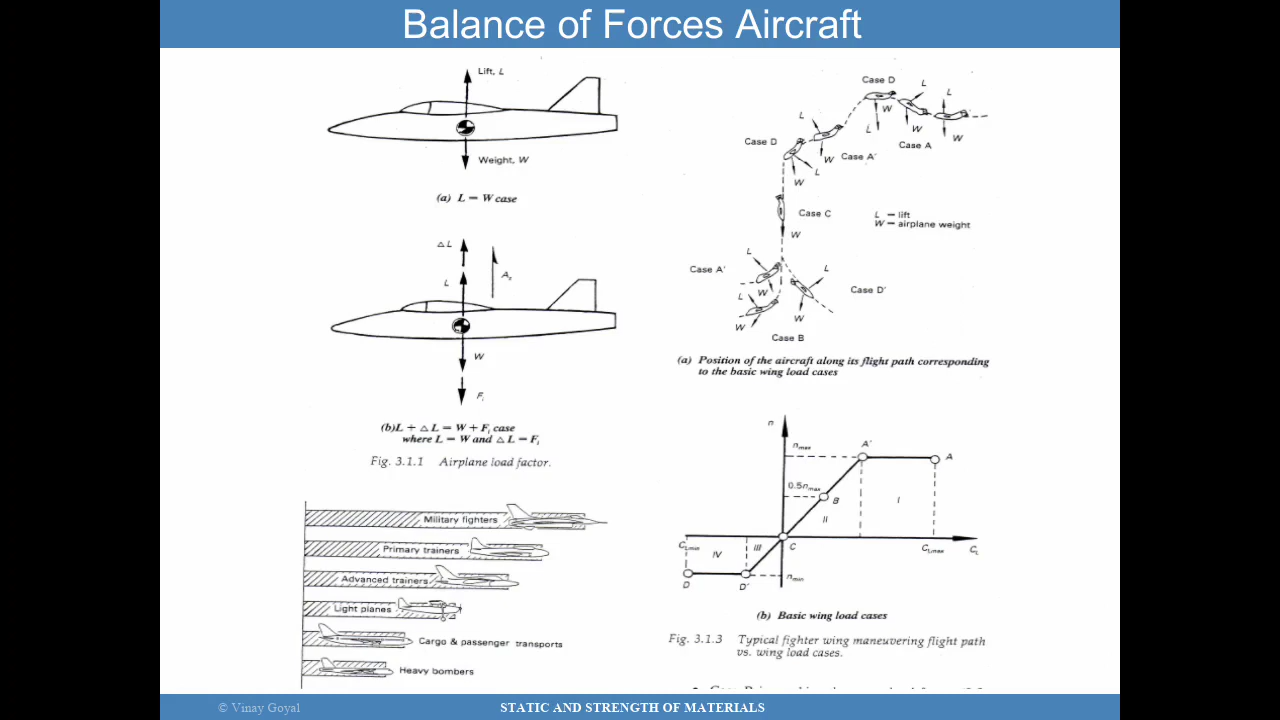 Balance of Forces Aircraft
Lift, L
Weight, W
(a) L = W case
△L
L
W
(b)L + △L = W + Fi case
where L = W and △L = Fi
Fig. 3.1.1 Airplane load factor.
Military fighters
Primary trainers
Advanced trainers
Light planes
Cargo & passenger transports
Heavy bombers
Case D
L
L
W
L
W
W
Case A
L
W
Case A′
Case D
L
W
Case C
W
L — lift
W — airplane weight
Case A′
L
W
L
W
Case B
L
W
Case D′
(a) Position of the aircraft along its flight path corresponding
to the basic wing load cases
n
nmax
A′
A
0.5nmax
B
I
II
CLmin
IV
III
C
CLmax
CL
D
D′
nmin
(b) Basic wing load cases
Fig. 3.1.3 Typical fighter wing maneuvering flight path
vs. wing load cases.
© Vinay Goyal
STATIC AND STRENGTH OF MATERIALS